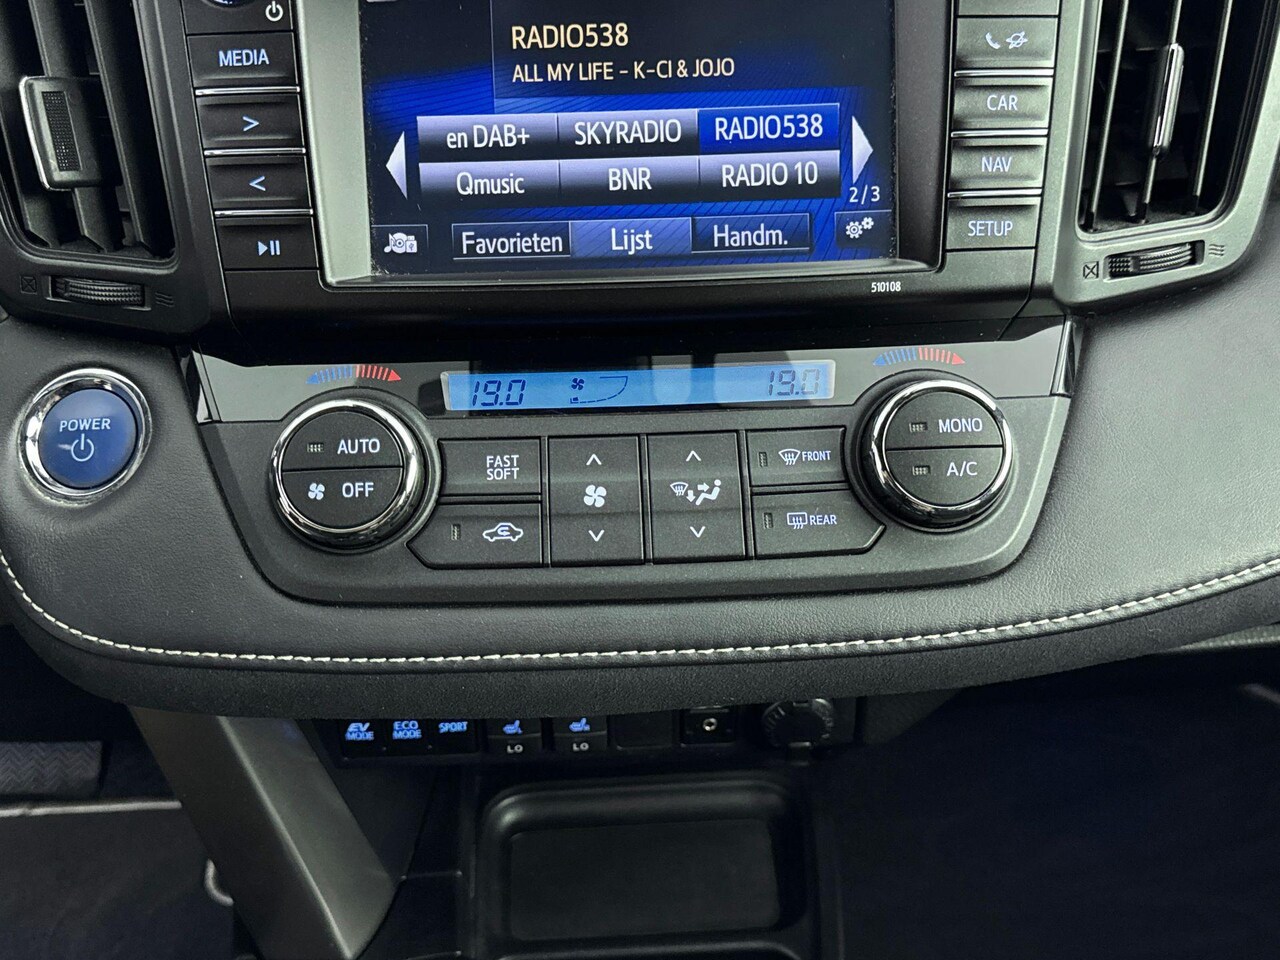 RADIO538
ALL MY LIFE - K-CI & JOJO
en DAB+ SKYRADIO RADIO538
Qmusic BNR RADIO 10
2/3
Favorieten Lijst Handm.
MEDIA
>
<
CAR
NAV
SETUP
510108
POWER
19.0 19.0
AUTO
OFF
FAST
SOFT
FRONT
REAR
MONO
A/C
EV
MODE
ECO
MODE
SPORT
LO
LO